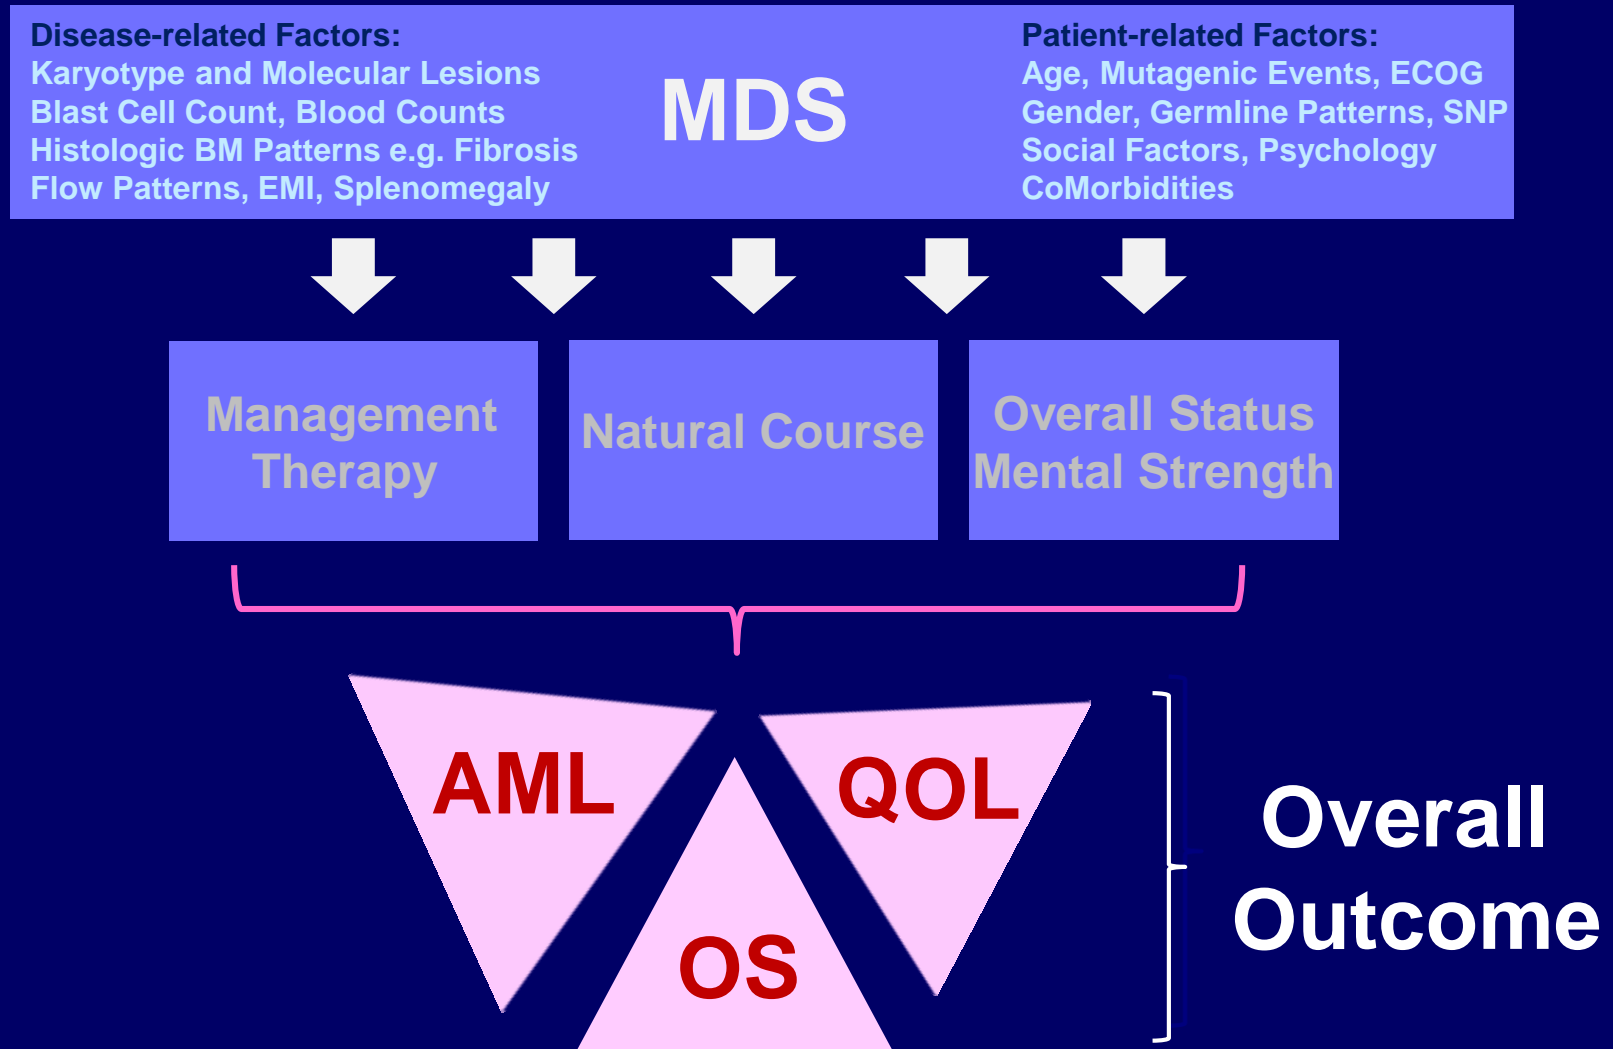 Disease-related Factors:
Karyotype and Molecular Lesions
Blast Cell Count, Blood Counts
Histologic BM Patterns e.g. Fibrosis
Flow Patterns, EMI, Splenomegaly
MDS
Patient-related Factors:
Age, Mutagenic Events, ECOG
Gender, Germline Patterns, SNP
Social Factors, Psychology
CoMorbidities
Management
Therapy
Natural Course
Overall Status
Mental Strength
AML
QOL
OS
Overall
Outcome